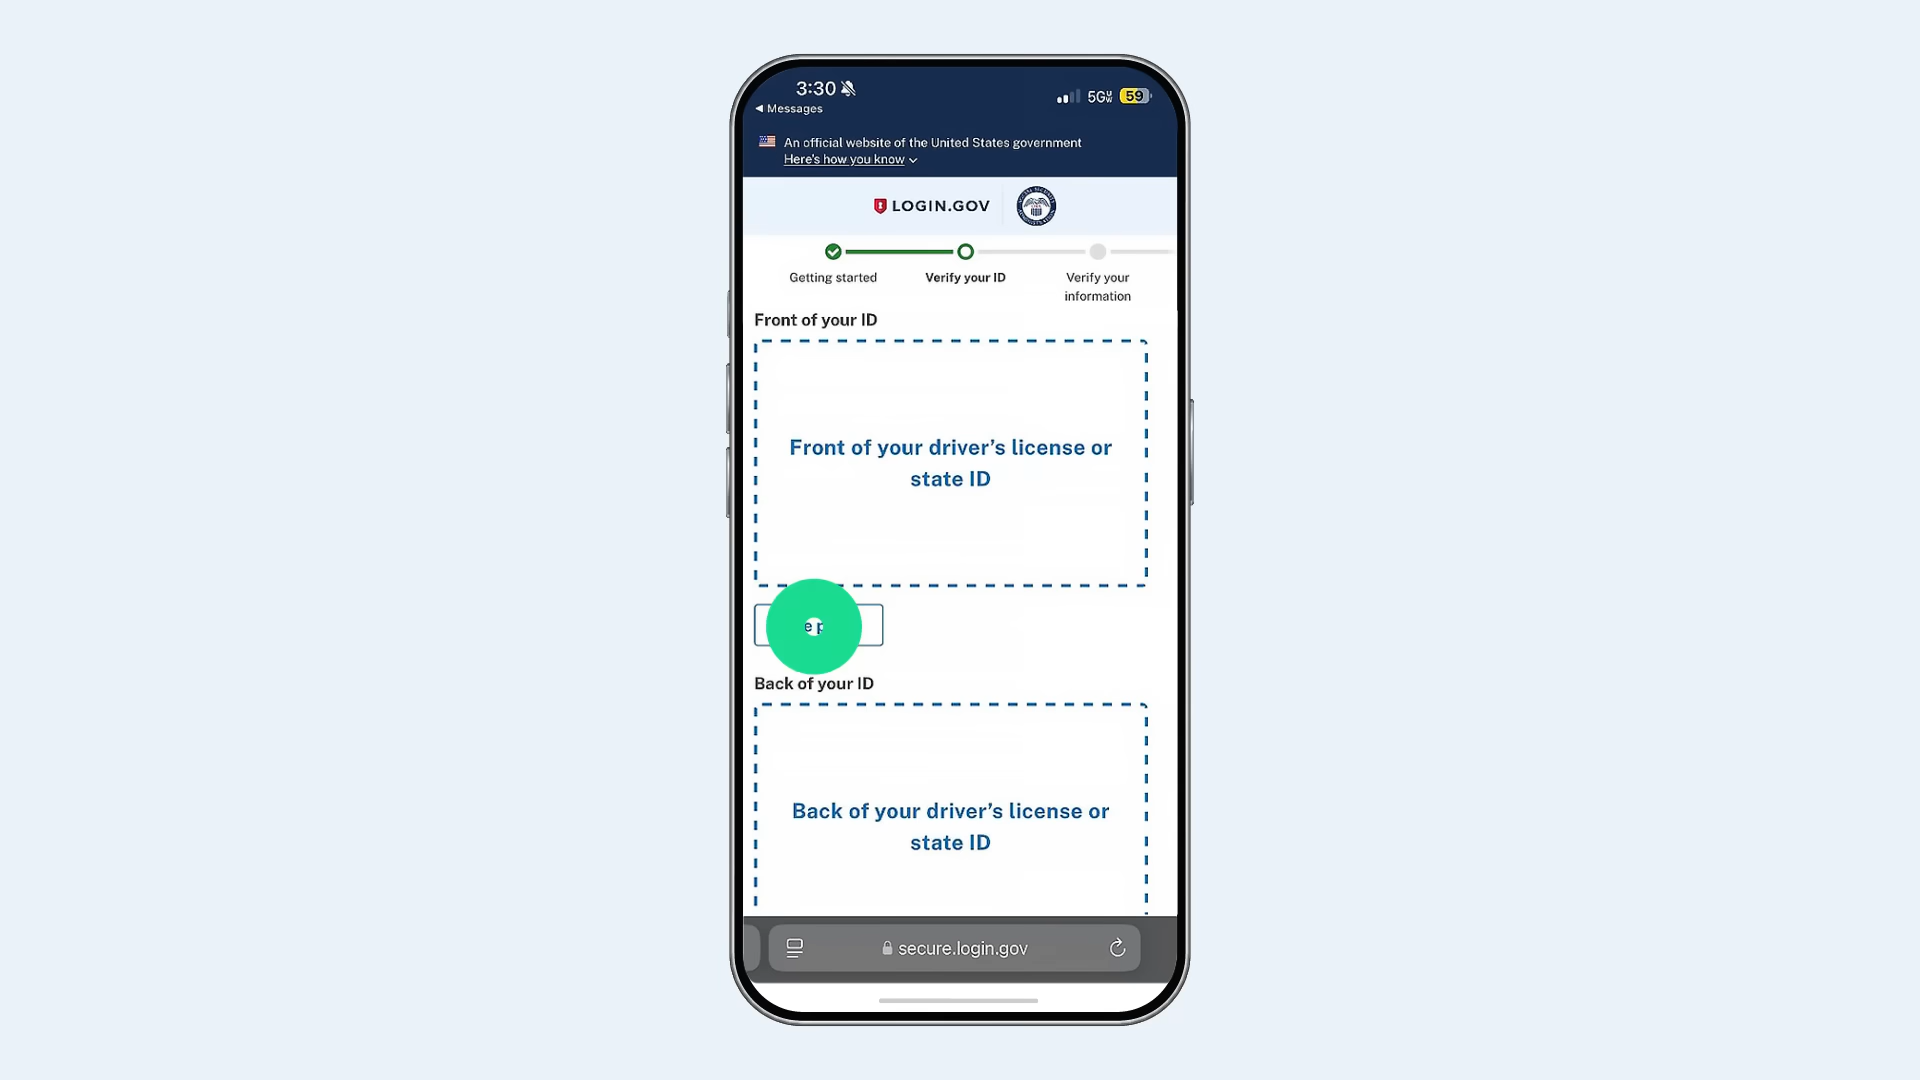 3:30
Messages
5G
59
An official website of the United States government
Here's how you know
LOGIN.GOV
Getting started
Verify your ID
Verify your
information
Front of your ID
Front of your driver's license or
state ID
Back of your ID
Back of your driver's license or
state ID
secure.login.gov